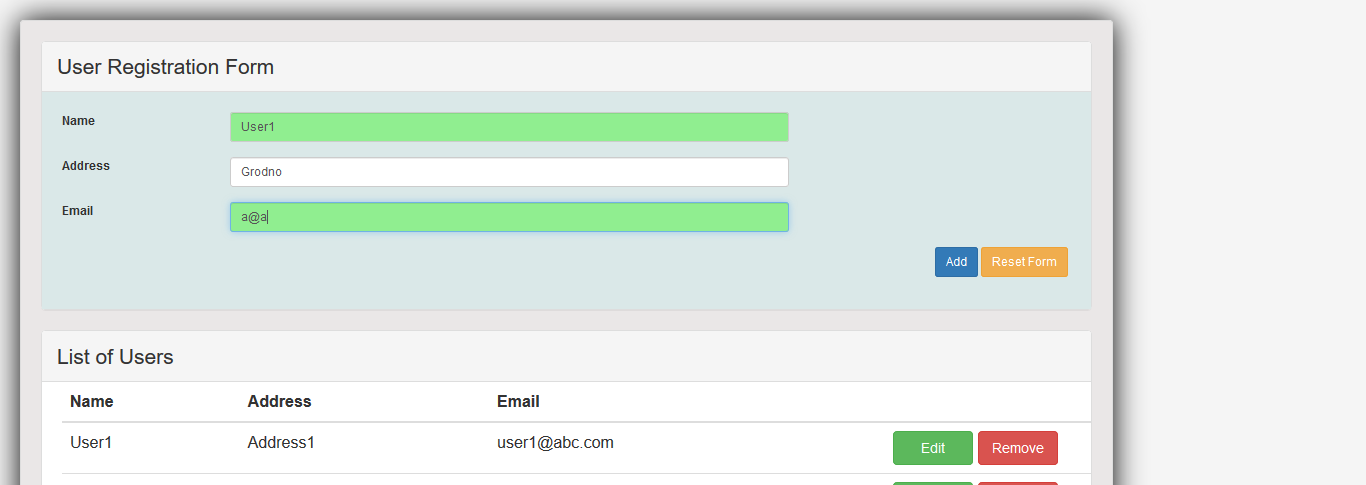 User Registration Form
Name User1
Address Grodno
Email a@a
Add Reset Form
List of Users
Name Address Email
User1 Address1 user1@abc.com Edit Remove